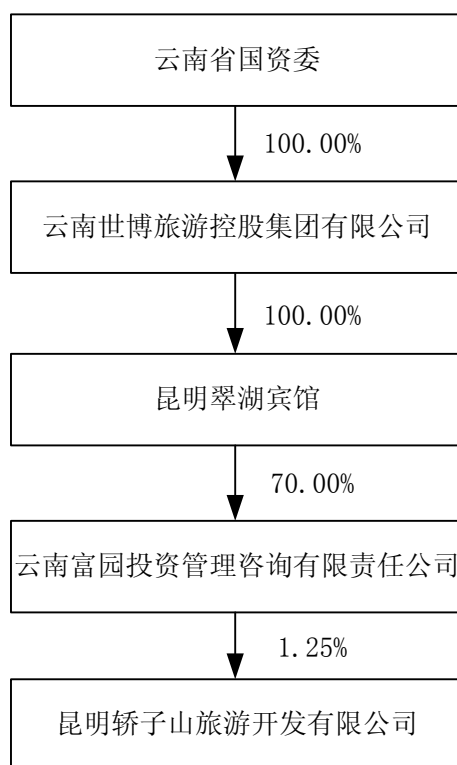 云南省国资委
100.00%
云南世博旅游控股集团有限公司
100.00%
昆明翠湖宾馆
70.00%
云南富园投资管理咨询有限责任公司
1.25%
昆明轿子山旅游开发有限公司